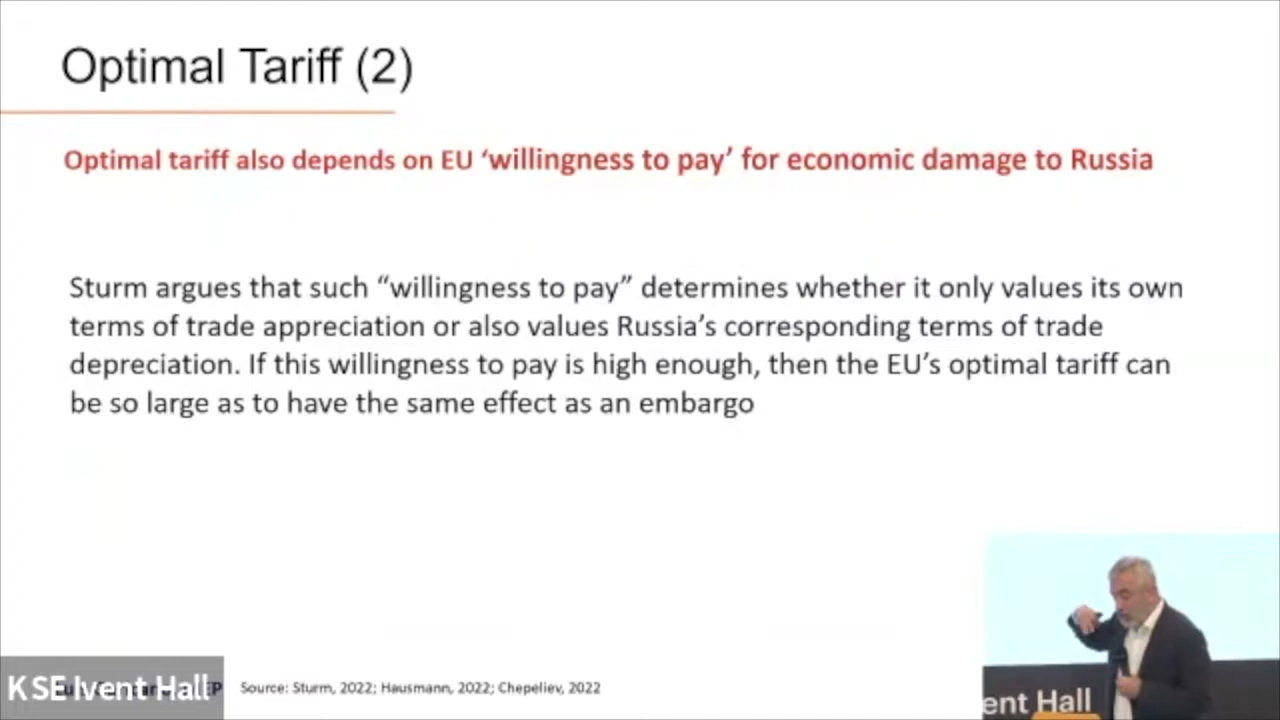 Optimal Tariff (2)
Optimal tariff also depends on EU ‘willingness to pay’ for economic damage to Russia
Sturm argues that such “willingness to pay” determines whether it only values its own
terms of trade appreciation or also values Russia’s corresponding terms of trade
depreciation. If this willingness to pay is high enough, then the EU’s optimal tariff can
be so large as to have the same effect as an embargo
KSE Ivent Hall
Source: Sturm, 2022; Hausmann, 2022; Chepeliev, 2022
ent Hall